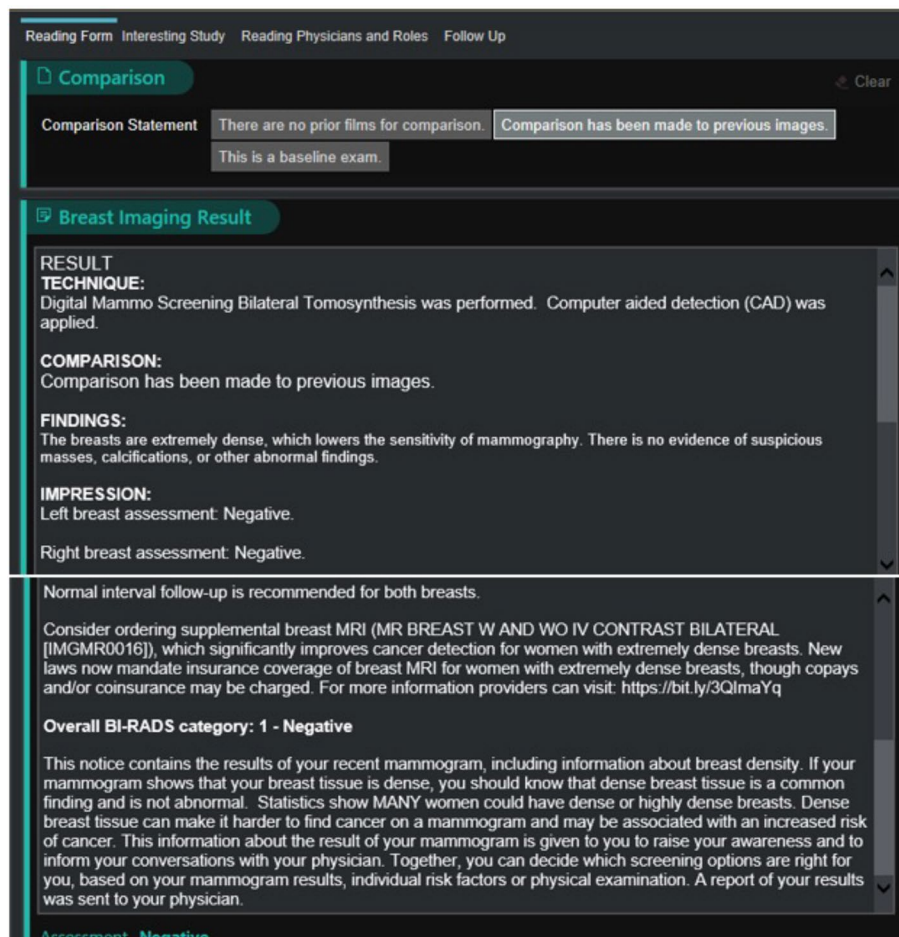 Reading Form Interesting Study Reading Physicians and Roles Follow Up
Comparison
Clear
Comparison Statement There are no prior films for comparison. Comparison has been made to previous images.
This is a baseline exam.
Breast Imaging Result
RESULT
TECHNIQUE:
Digital Mammo Screening Bilateral Tomosynthesis was performed. Computer aided detection (CAD) was
applied.
COMPARISON:
Comparison has been made to previous images.
FINDINGS:
The breasts are extremely dense, which lowers the sensitivity of mammography. There is no evidence of suspicious
masses, calcifications, or other abnormal findings.
IMPRESSION:
Left breast assessment: Negative.
Right breast assessment: Negative.
Normal interval follow-up is recommended for both breasts.
Consider ordering supplemental breast MRI (MR BREAST W AND WO IV CONTRAST BILATERAL
[IMGMR0016]), which significantly improves cancer detection for women with extremely dense breasts. New
laws now mandate insurance coverage of breast MRI for women with extremely dense breasts, though copays
and/or coinsurance may be charged. For more information providers can visit: https://bit.ly/3QImaYq
Overall BI-RADS category: 1 - Negative
This notice contains the results of your recent mammogram, including information about breast density. If your
mammogram shows that your breast tissue is dense, you should know that dense breast tissue is a common
finding and is not abnormal. Statistics show MANY women could have dense or highly dense breasts. Dense
breast tissue can make it harder to find cancer on a mammogram and may be associated with an increased risk
of cancer. This information about the result of your mammogram is given to you to raise your awareness and to
inform your conversations with your physician. Together, you can decide which screening options are right for
you, based on your mammogram results, individual risk factors or physical examination. A report of your results
was sent to your physician.
Assessment Negative